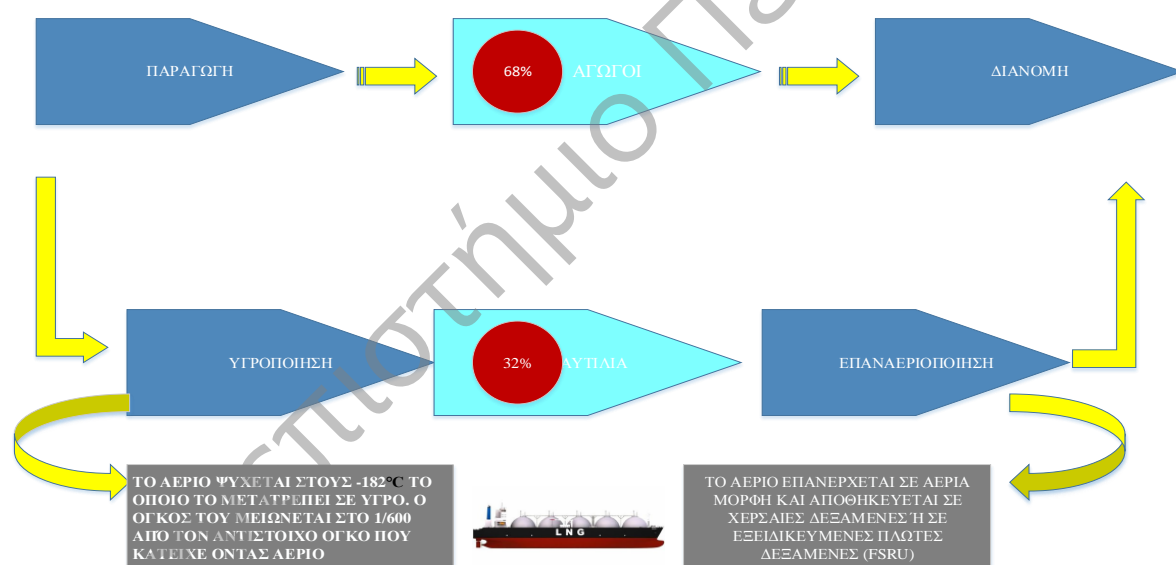 ΠΑΡΑΓΩΓΗ
68%
ΑΓΩΓΟΙ
ΔΙΑΝΟΜΗ
ΥΓΡΟΠΟΙΗΣΗ
32%
ΑΥΤΙΛΙΑ
ΕΠΑΝΑΕΡΙΟΠΟΙΗΣΗ
ΤΟ ΑΕΡΙΟ ΨΥΧΕΤΑΙ ΣΤΟΥΣ -182°C ΤΟ
ΟΠΟΙΟ ΤΟ ΜΕΤΑΤΡΕΠΕΙ ΣΕ ΥΓΡΟ. Ο
ΟΓΚΟΣ ΤΟΥ ΜΕΙΩΝΕΤΑΙ ΣΤΟ 1/600
ΑΠΟ ΤΟΝ ΑΝΤΙΣΤΟΙΧΟ ΟΓΚΟ ΠΟΥ
ΚΑΤΕΙΧΕ ΟΝΤΑΣ ΑΕΡΙΟ
LNG
ΤΟ ΑΕΡΙΟ ΕΠΑΝΕΡΧΕΤΑΙ ΣΕ ΑΕΡΙΑ
ΜΟΡΦΗ ΚΑΙ ΑΠΟΘΗΚΕΥΕΤΑΙ ΣΕ
ΧΕΡΣΑΙΕΣ ΔΕΞΑΜΕΝΕΣ Ή ΣΕ
ΕΞΕΙΔΙΚΕΥΜΕΝΕΣ ΠΛΩΤΕΣ
ΔΕΞΑΜΕΝΕΣ (FSRU)